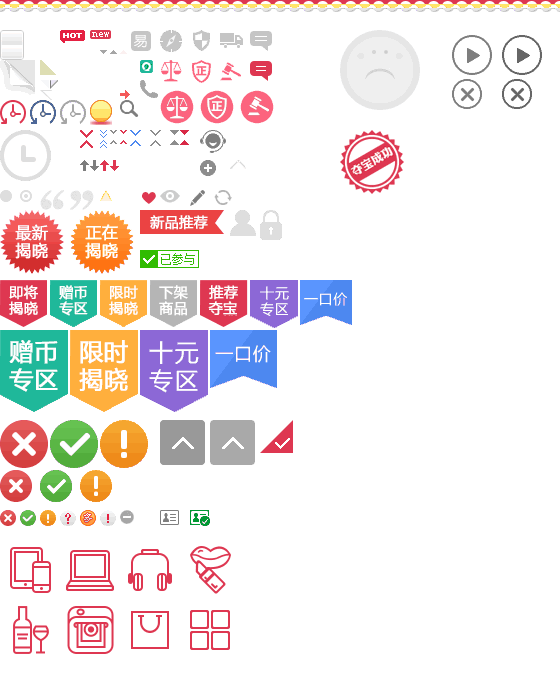 HOT
new
易
正
正
夺宝成功
最新
揭晓
正在
揭晓
新品推荐
已参与
即将
揭晓
赠币
专区
限时
揭晓
下架
商品
推荐
夺宝
十元
专区
一口价
赠币
专区
限时
揭晓
十元
专区
一口价